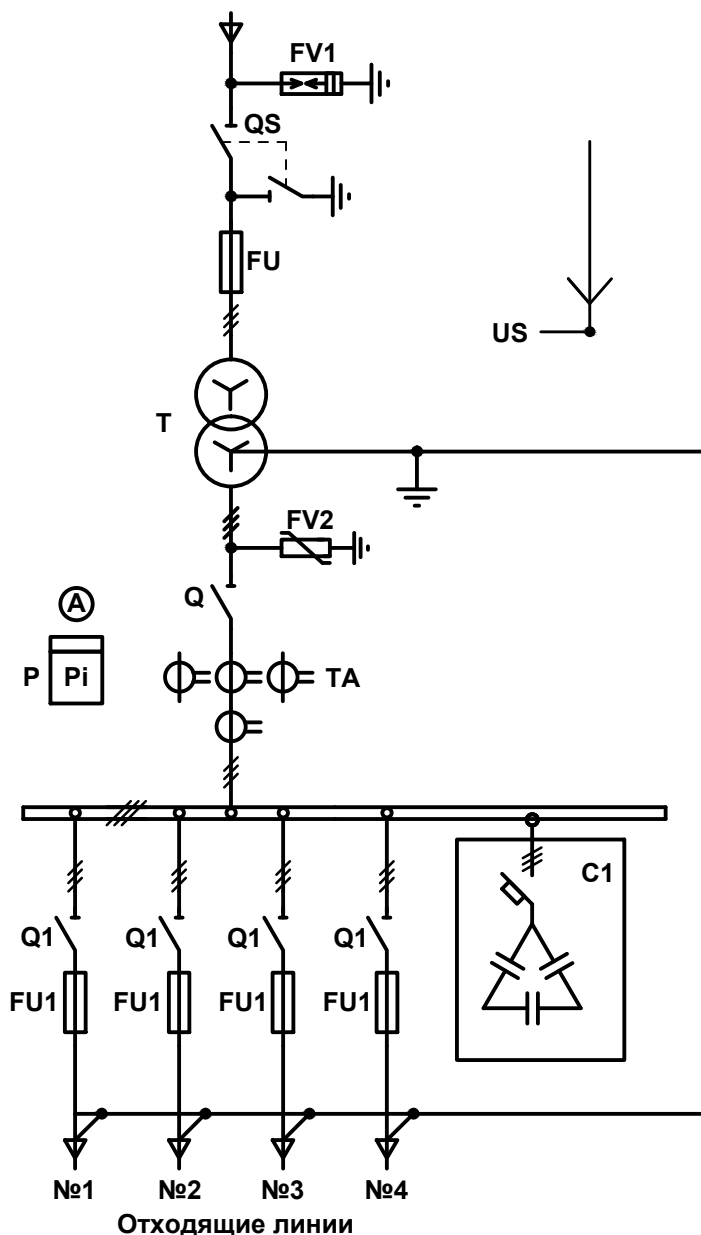 FV1
QS
FU
US
T
FV2
Q
A
P Pi
TA
C1
Q1 Q1 Q1 Q1
FU1 FU1 FU1 FU1
№1 №2 №3 №4
Отходящие линии